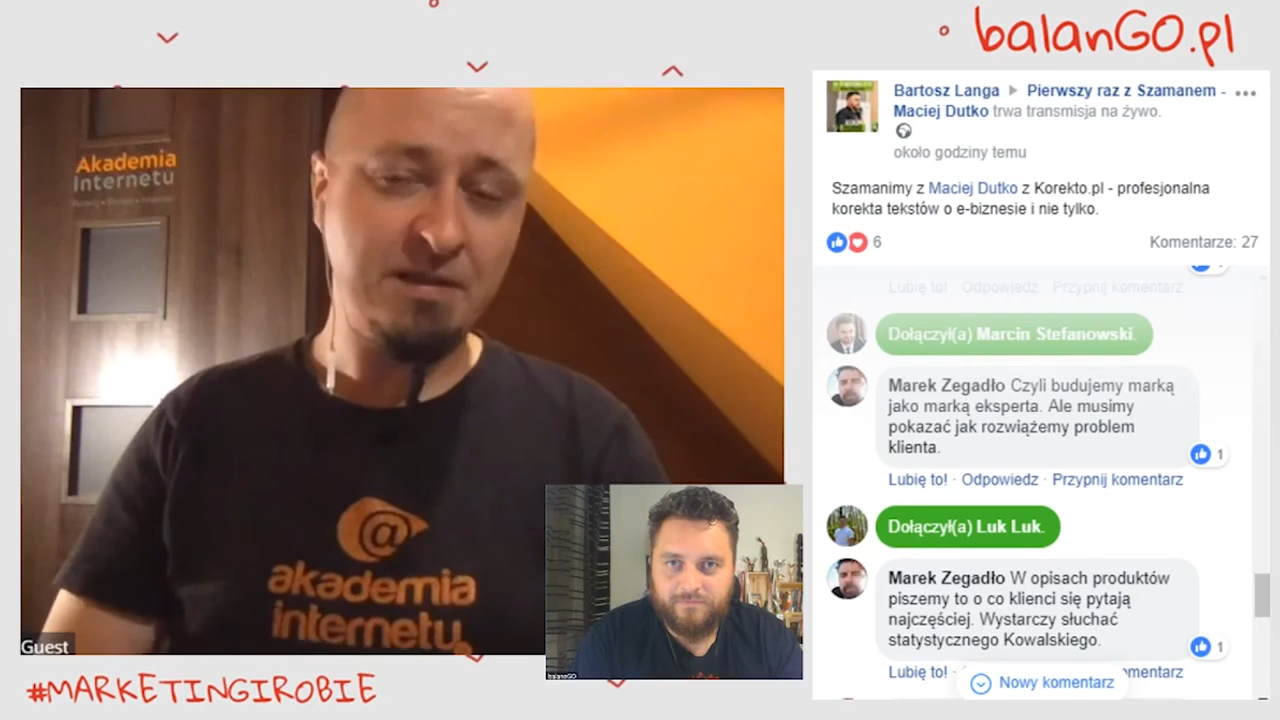 balanGO.pl
Akademia
Internetu
akademia
internetu
Guest
balanGO
#MARKETINGIROBIE
Bartosz Langa ▸ Pierwszy raz z Szamanem -
Maciej Dutko trwa transmisja na żywo.
około godziny temu
Szamanimy z Maciej Dutko z Korekto.pl - profesjonalna
korekta tekstów o e-biznesie i nie tylko.
6
Komentarze: 27
Lubię to! · Odpowiedz · Przypnij komentarz
Dołączył(a) Marcin Stefanowski.
Marek Zegadło Czyli budujemy marką
jako marką eksperta. Ale musimy
pokazać jak rozwiążemy problem
klienta.
1
Lubię to! · Odpowiedz · Przypnij komentarz
Dołączył(a) Luk Luk.
Marek Zegadło W opisach produktów
piszemy to o co klienci się pytają
najczęściej. Wystarczy słuchać
statystycznego Kowalskiego.
1
Lubię to!
Nowy komentarz